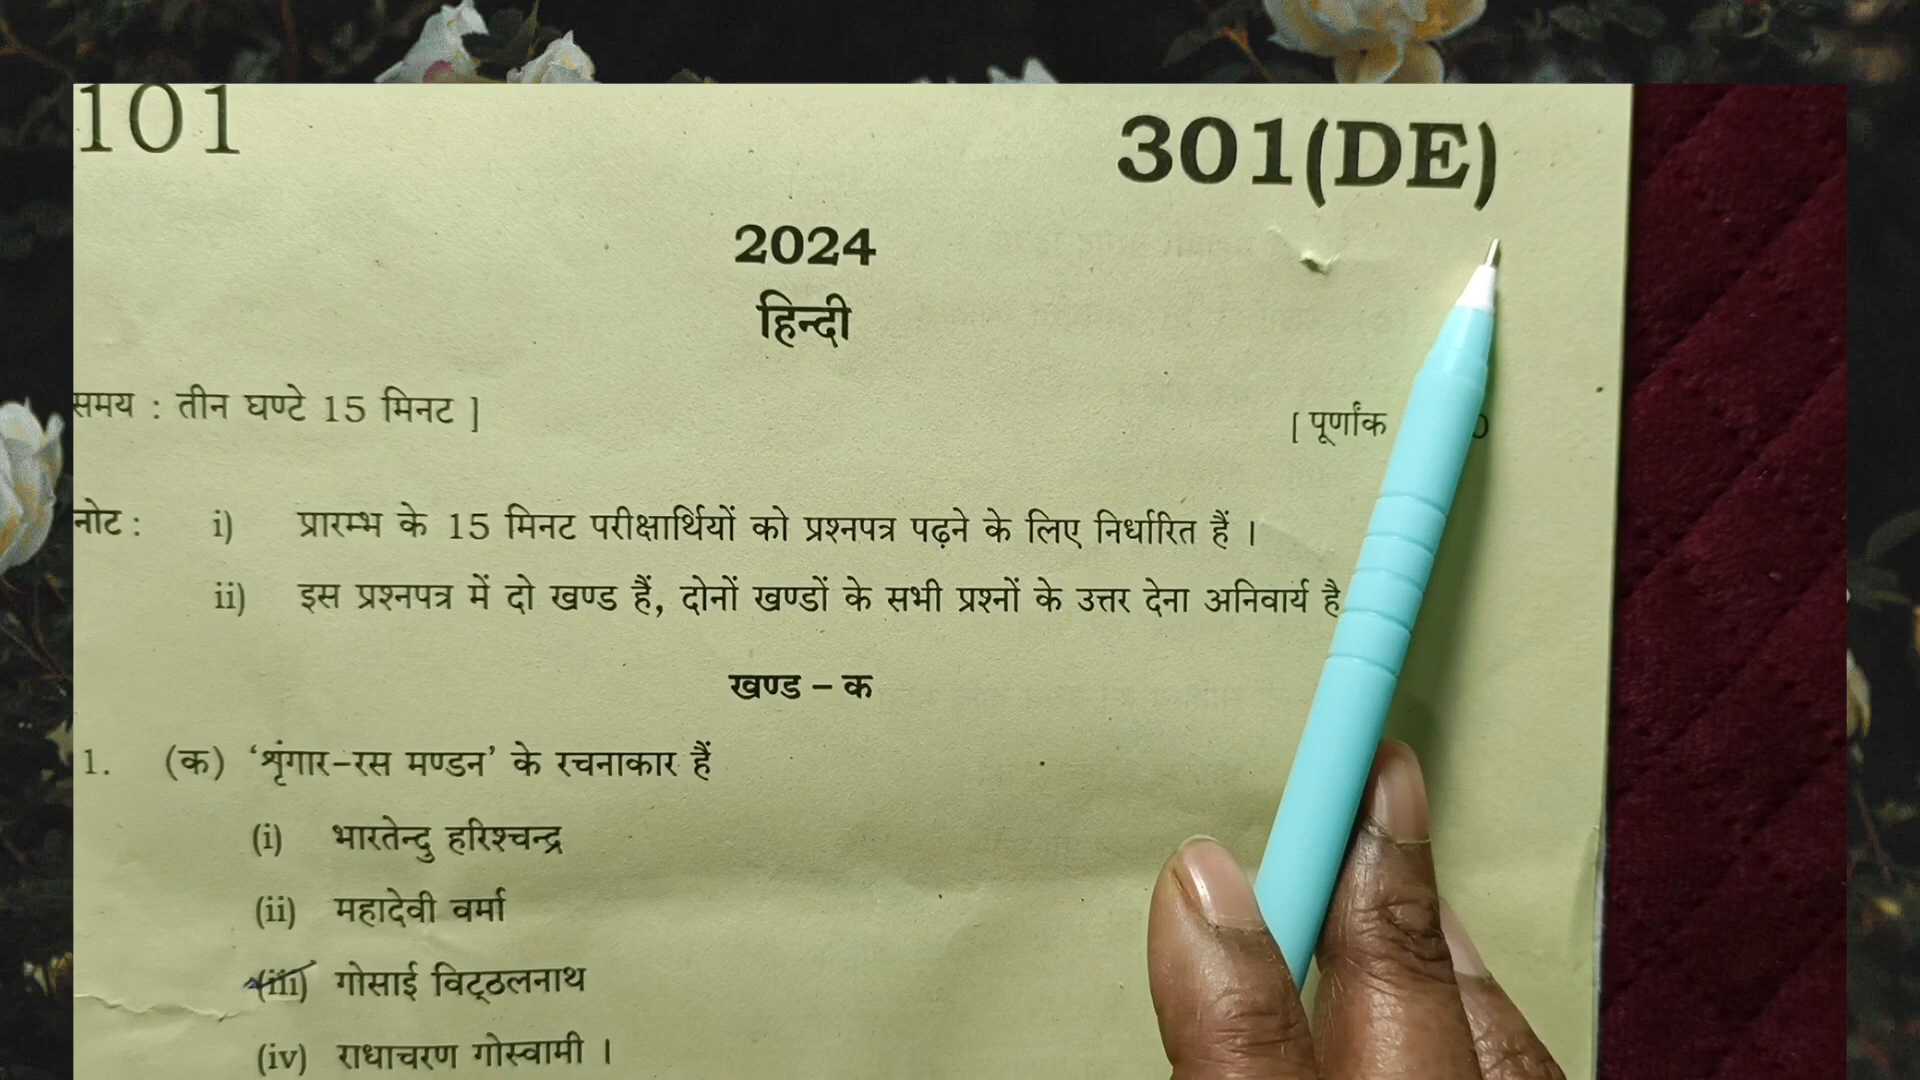 101
301(DE)
2024
हिन्दी
समय : तीन घण्टे 15 मिनट ]
[ पूर्णांक
नोट : i) प्रारम्भ के 15 मिनट परीक्षार्थियों को प्रश्नपत्र पढ़ने के लिए निर्धारित हैं ।
ii) इस प्रश्नपत्र में दो खण्ड हैं, दोनों खण्डों के सभी प्रश्नों के उत्तर देना अनिवार्य है
खण्ड – क
1. (क) ‘शृंगार-रस मण्डन’ के रचनाकार हैं
(i) भारतेन्दु हरिश्चन्द्र
(ii) महादेवी वर्मा
(iii) गोसाई विट्ठलनाथ
(iv) राधाचरण गोस्वामी ।